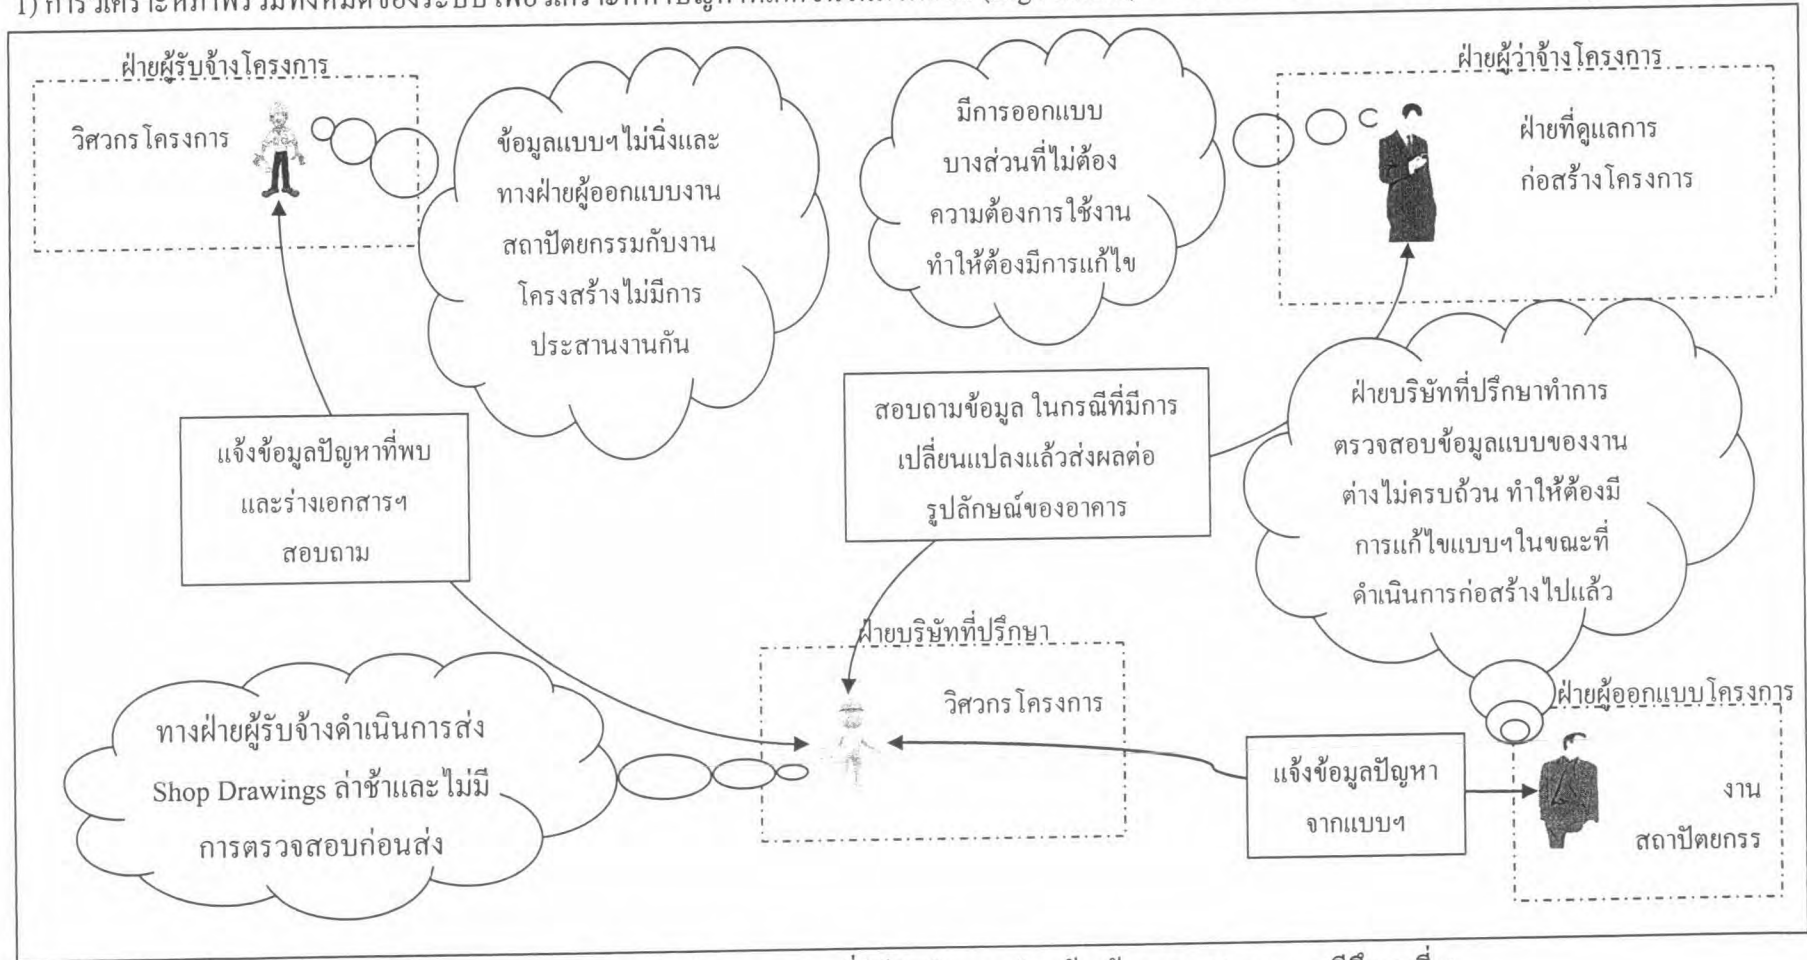 ฝ่ายผู้รับจ้างโครงการ
วิศวกรโครงการ
ข้อมูลแบบฯไม่นิ่งและ
ทางฝ่ายผู้ออกแบบงาน
สถาปัตยกรรมกับงาน
โครงสร้างไม่มีการ
ประสานงานกัน
มีการออกแบบ
บางส่วนที่ไม่ต้อง
ความต้องการใช้งาน
ทำให้ต้องมีการแก้ไข
ฝ่ายผู้ว่าจ้างโครงการ
ฝ่ายที่ดูแลการ
ก่อสร้างโครงการ
แจ้งข้อมูลปัญหาที่พบ
และร่างเอกสารฯ
สอบถาม
สอบถามข้อมูล ในกรณีที่มีการ
เปลี่ยนแปลงแล้วส่งผลต่อ
รูปลักษณ์ของอาคาร
ฝ่ายบริษัทที่ปรึกษาทำการ
ตรวจสอบข้อมูลแบบของงาน
ต่างไม่ครบถ้วน ทำให้ต้องมี
การแก้ไขแบบฯในขณะที่
ดำเนินการก่อสร้างไปแล้ว
ทางฝ่ายผู้รับจ้างดำเนินการส่ง
Shop Drawings ล่าช้าและไม่มี
การตรวจสอบก่อนส่ง
ฝ่ายบริษัทที่ปรึกษา
วิศวกรโครงการ
แจ้งข้อมูลปัญหา
จากแบบฯ
ฝ่ายผู้ออกแบบโครงการ
งาน
สถาปัตยกรร